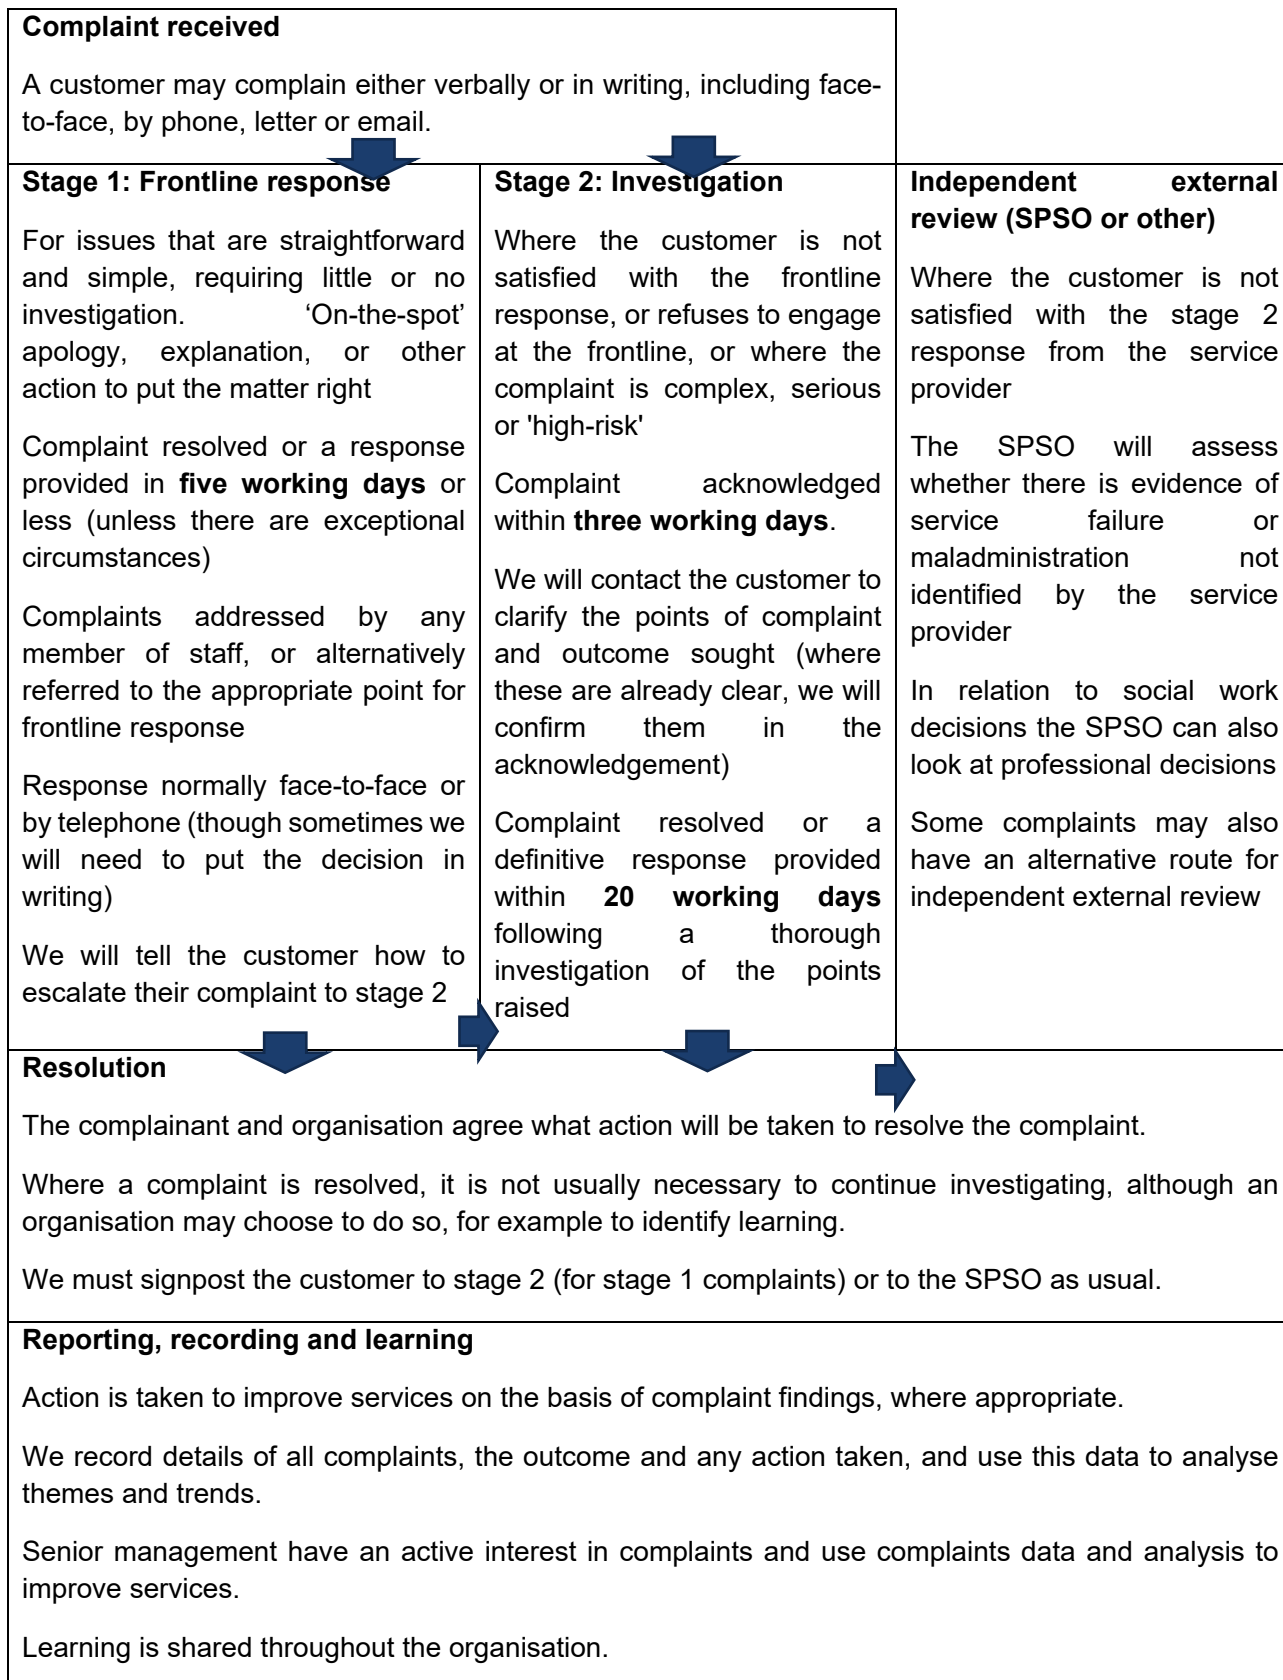 Complaint received
A customer may complain either verbally or in writing, including face-
to-face, by phone, letter or email.
Stage 1: Frontline response
For issues that are straightforward
and simple, requiring little or no
investigation. ‘On-the-spot’
apology, explanation, or other
action to put the matter right
Complaint resolved or a response
provided in five working days or
less (unless there are exceptional
circumstances)
Complaints addressed by any
member of staff, or alternatively
referred to the appropriate point for
frontline response
Response normally face-to-face or
by telephone (though sometimes we
will need to put the decision in
writing)
We will tell the customer how to
escalate their complaint to stage 2
Stage 2: Investigation
Where the customer is not
satisfied with the frontline
response, or refuses to engage
at the frontline, or where the
complaint is complex, serious
or 'high-risk'
Complaint acknowledged
within three working days.
We will contact the customer to
clarify the points of complaint
and outcome sought (where
these are already clear, we will
confirm them in the
acknowledgement)
Complaint resolved or a
definitive response provided
within 20 working days
following a thorough
investigation of the points
raised
Independent external
review (SPSO or other)
Where the customer is not
satisfied with the stage 2
response from the service
provider
The SPSO will assess
whether there is evidence of
service failure or
maladministration not
identified by the service
provider
In relation to social work
decisions the SPSO can also
look at professional decisions
Some complaints may also
have an alternative route for
independent external review
Resolution
The complainant and organisation agree what action will be taken to resolve the complaint.
Where a complaint is resolved, it is not usually necessary to continue investigating, although an
organisation may choose to do so, for example to identify learning.
We must signpost the customer to stage 2 (for stage 1 complaints) or to the SPSO as usual.
Reporting, recording and learning
Action is taken to improve services on the basis of complaint findings, where appropriate.
We record details of all complaints, the outcome and any action taken, and use this data to analyse
themes and trends.
Senior management have an active interest in complaints and use complaints data and analysis to
improve services.
Learning is shared throughout the organisation.